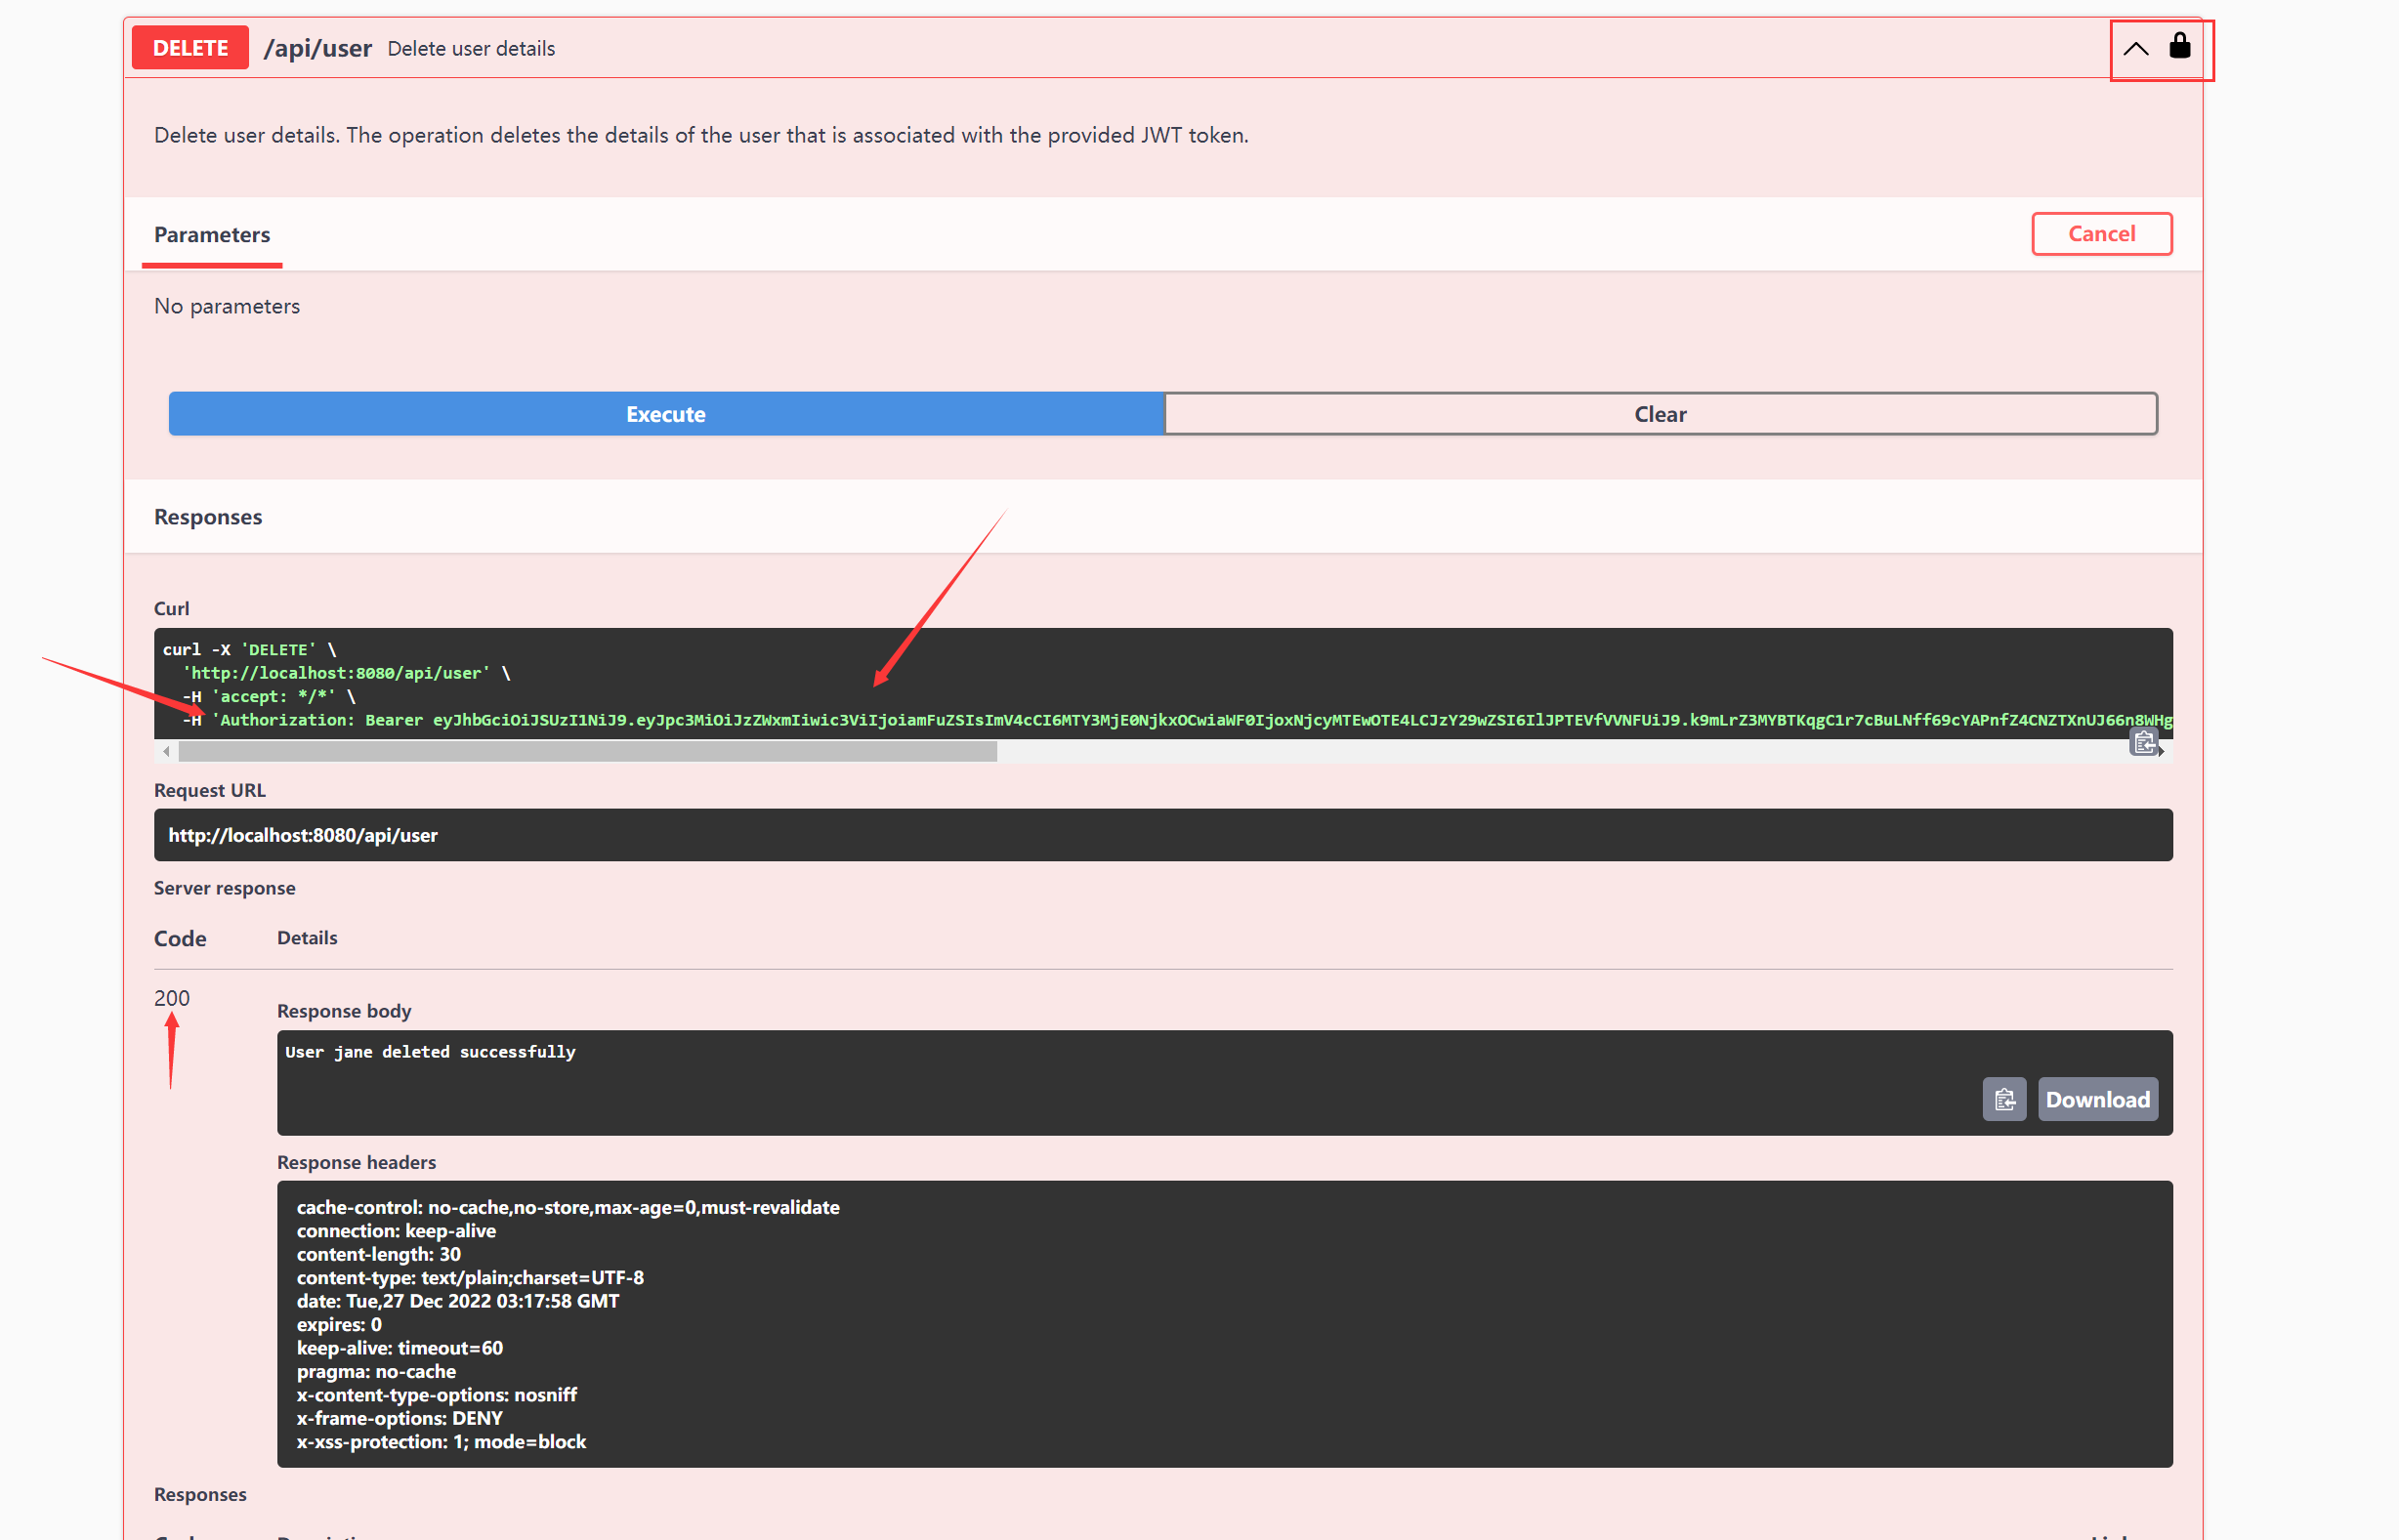 DELETE /api/user Delete user details
Delete user details. The operation deletes the details of the user that is associated with the provided JWT token.
Parameters
Cancel
No parameters
Execute
Clear
Responses
Curl
curl -X 'DELETE' \
'http://localhost:8080/api/user' \
-H 'accept: */*' \
-H 'Authorization: Bearer eyJhbGciOiJSUzI1NiJ9.eyJpc3MiOiJzZWxmIiwic3ViIjoiamFuZSIsImV4cCI6MTY3MjE0NjkxOCwiaWF0IjoxNjcyMTEwOTE4LCJzY29wZSI6IlJPTEVfVVNFUiJ9.k9mLrZ3MYBTKqgC1r7cBuLNff69cYAPnfZ4CNZTXnUJ66n8WHg
Request URL
http://localhost:8080/api/user
Server response
Code Details
200
Response body
User jane deleted successfully
Download
Response headers
cache-control: no-cache,no-store,max-age=0,must-revalidate
connection: keep-alive
content-length: 30
content-type: text/plain;charset=UTF-8
date: Tue,27 Dec 2022 03:17:58 GMT
expires: 0
keep-alive: timeout=60
pragma: no-cache
x-content-type-options: nosniff
x-frame-options: DENY
x-xss-protection: 1; mode=block
Responses